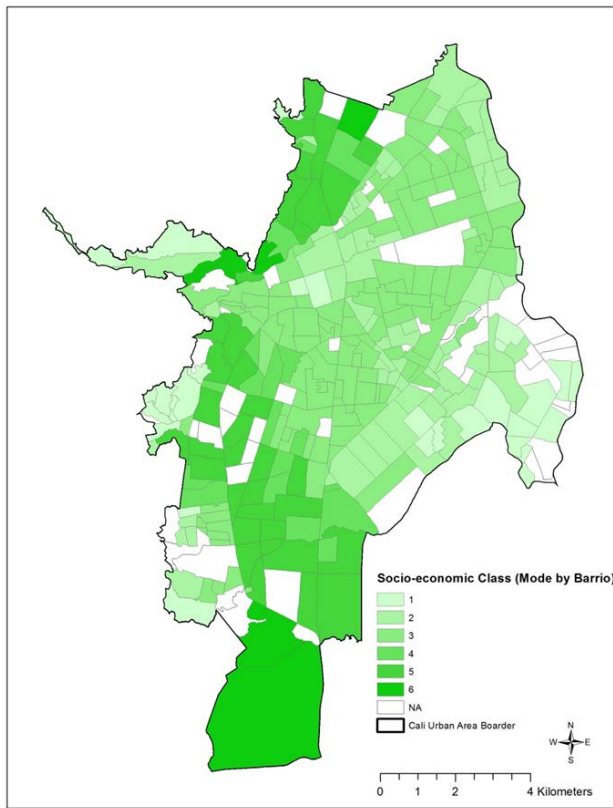 Socio-economic Class (Mode by Barrio)
1
2
3
4
5
6
NA
Cali Urban Area Boarder
N
W E
S
0 1 2 4 Kilometers